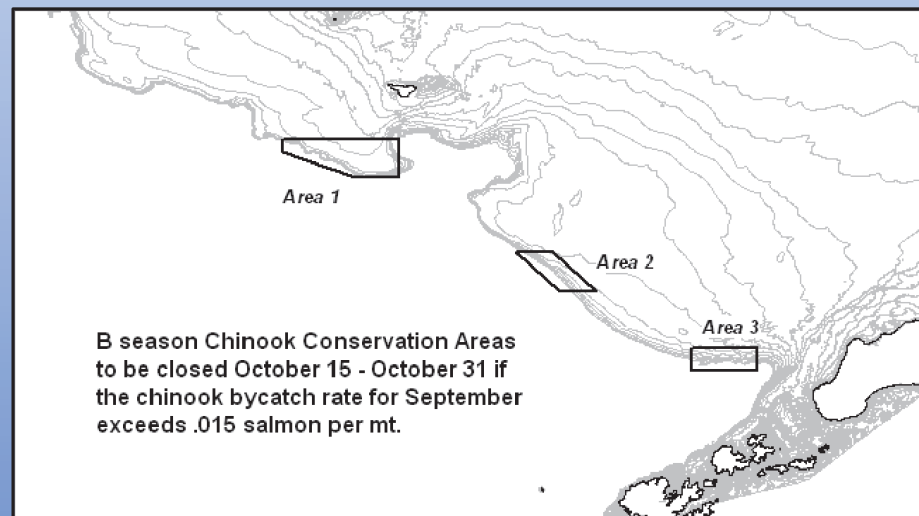 Area 1
Area 2
Area 3
B season Chinook Conservation Areas
to be closed October 15 - October 31 if
the chinook bycatch rate for September
exceeds .015 salmon per mt.